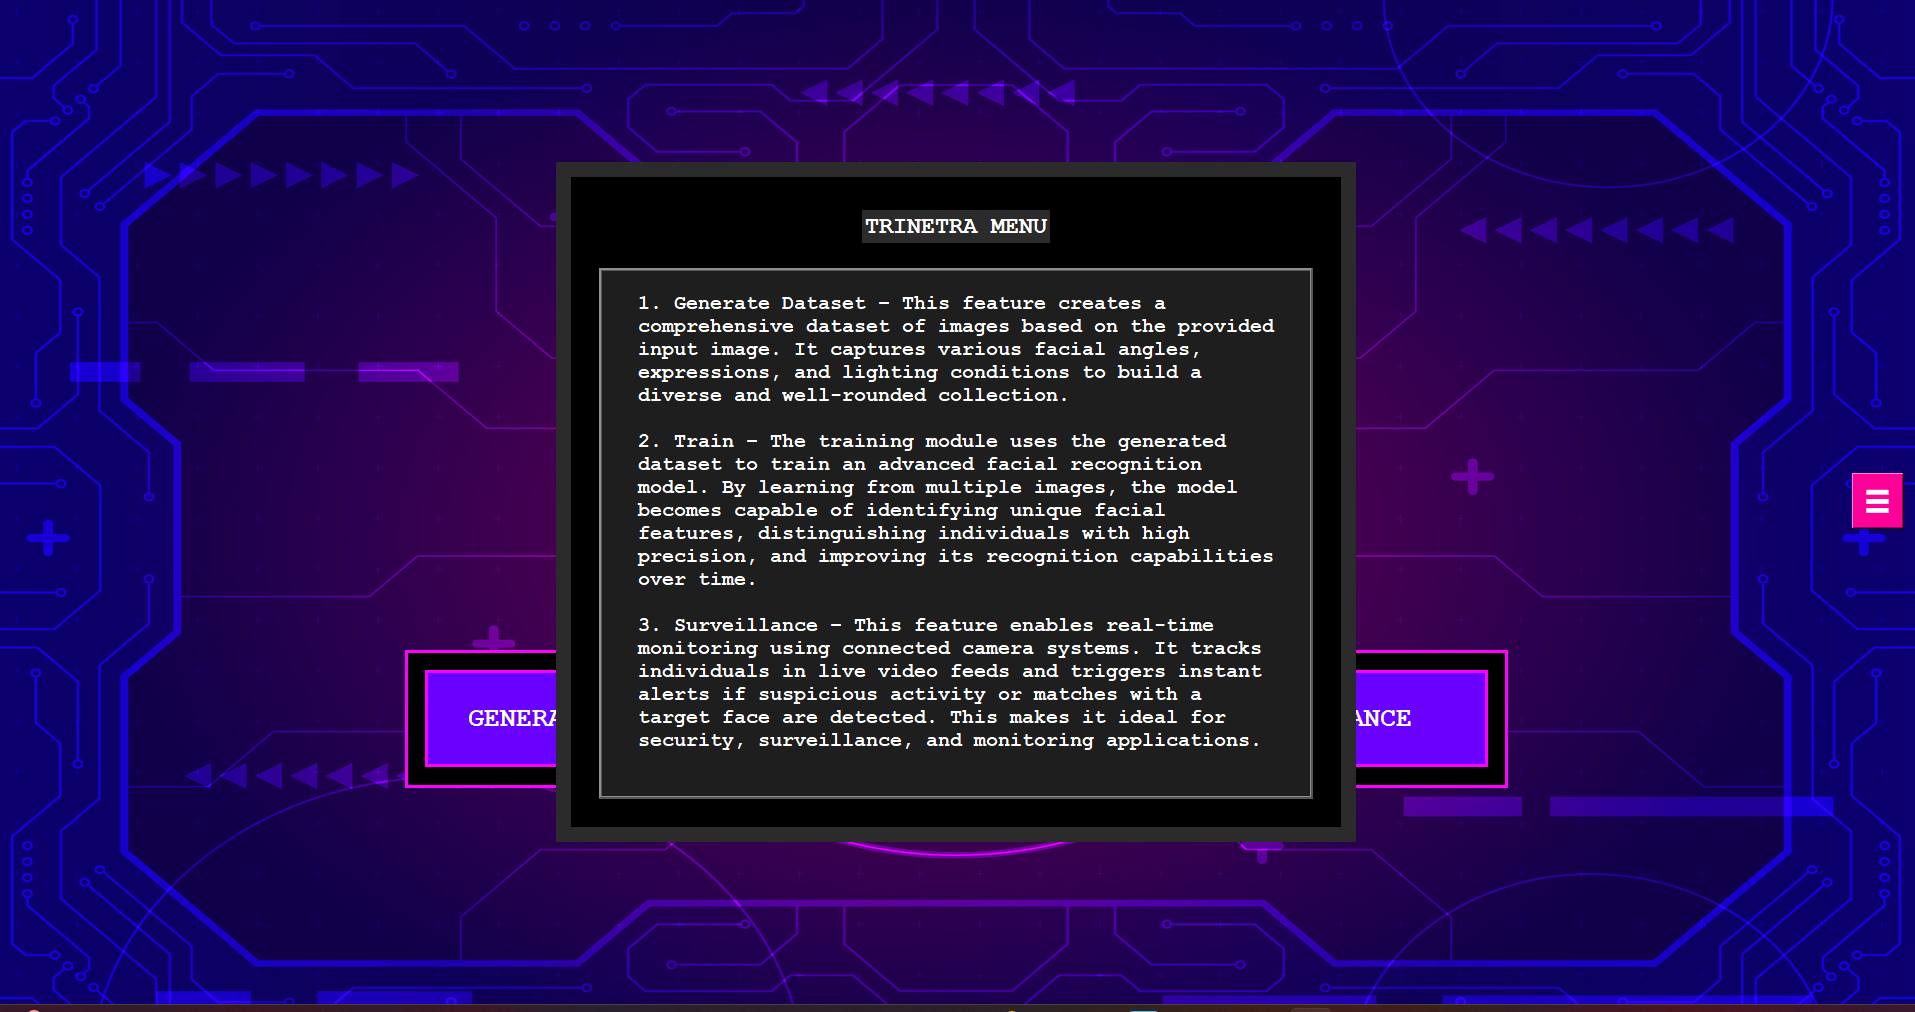 TRINETRA MENU
1. Generate Dataset – This feature creates a
comprehensive dataset of images based on the provided
input image. It captures various facial angles,
expressions, and lighting conditions to build a
diverse and well-rounded collection.
2. Train – The training module uses the generated
dataset to train an advanced facial recognition
model. By learning from multiple images, the model
becomes capable of identifying unique facial
features, distinguishing individuals with high
precision, and improving its recognition capabilities
over time.
3. Surveillance – This feature enables real-time
monitoring using connected camera systems. It tracks
individuals in live video feeds and triggers instant
alerts if suspicious activity or matches with a
target face are detected. This makes it ideal for
security, surveillance, and monitoring applications.